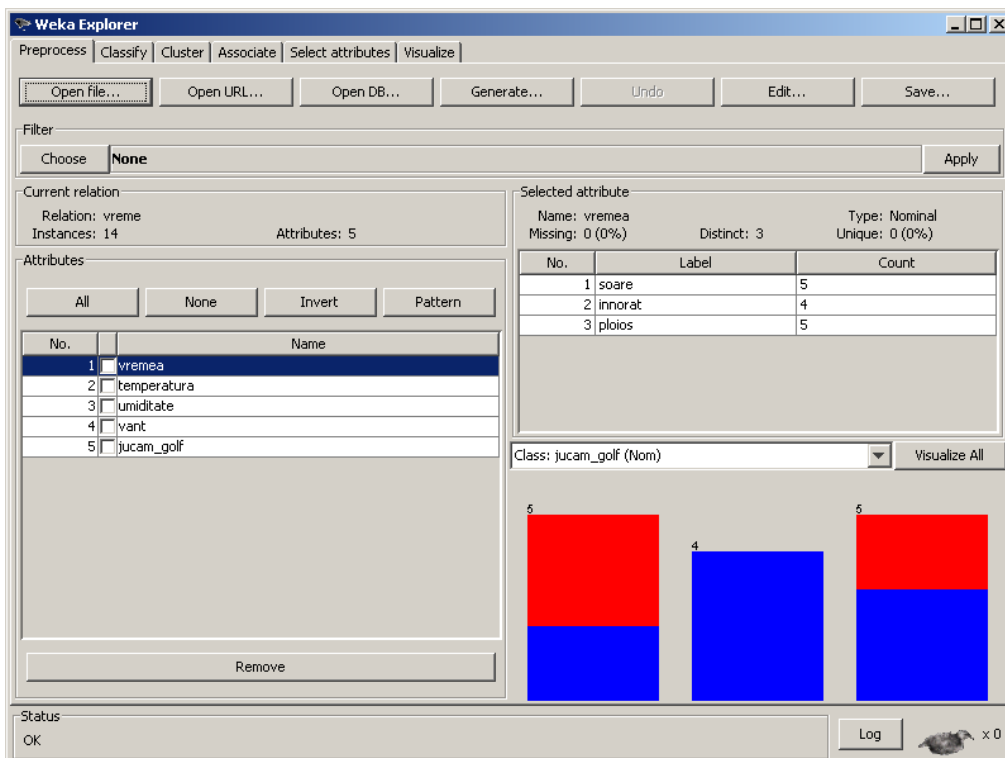 Weka Explorer
Preprocess Classify Cluster Associate Select attributes Visualize
Open file... Open URL... Open DB... Generate... Undo Edit... Save...
Filter
Choose None Apply
Current relation
Relation: vreme
Instances: 14 Attributes: 5
Attributes
All None Invert Pattern
No. Name
1 vremea
2 temperatura
3 umiditate
4 vant
5 jucam_golf
Remove
Selected attribute
Name: vremea Type: Nominal
Missing: 0 (0%) Distinct: 3 Unique: 0 (0%)
No. Label Count
1 soare 5
2 innorat 4
3 ploios 5
Class: jucam_golf (Nom) Visualize All
5 4 5
Status
OK
Log x 0